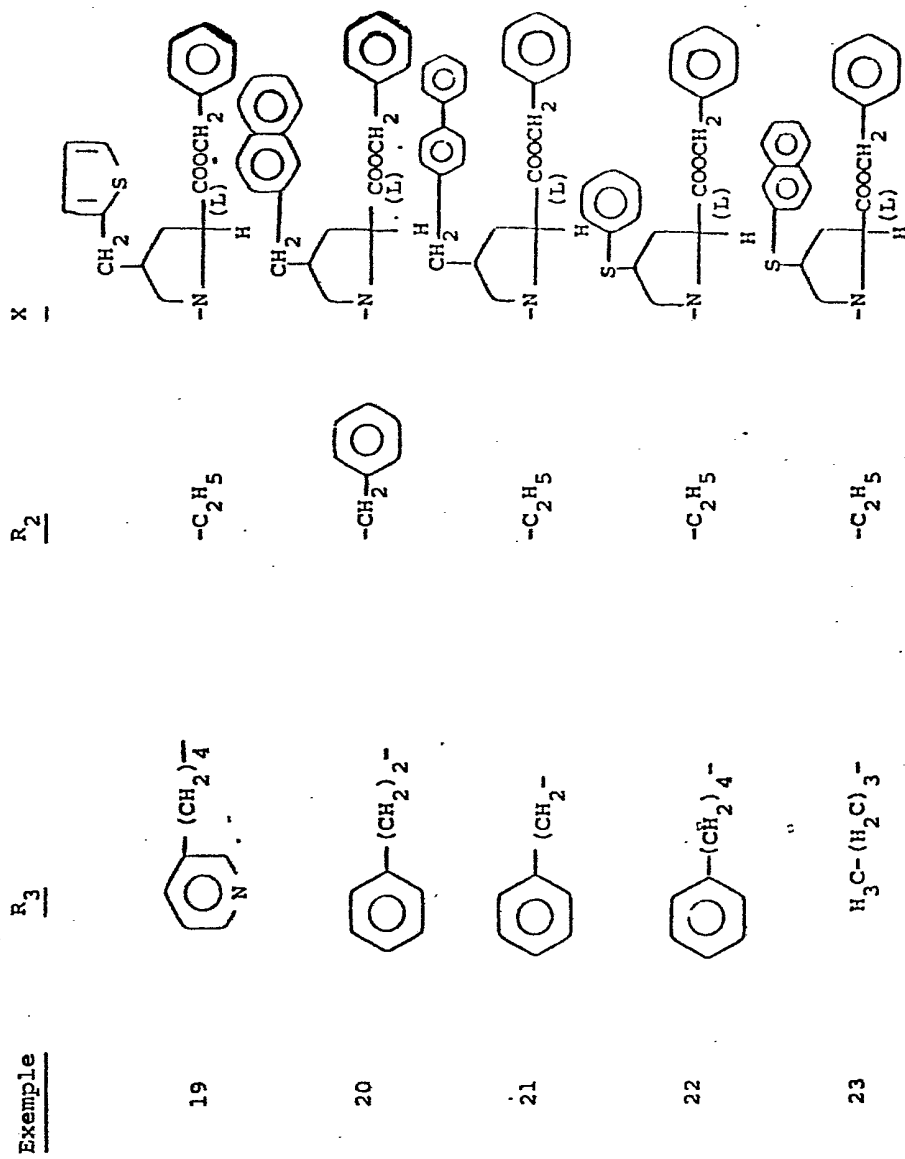 Exemple R₃ R₂ X
19 N (CH₂)₄— -C₂H₅ -N CH₂ S COOCH₂ (L) H
20 (CH₂)₂- -CH₂ -N CH₂ COOCH₂ (L) H
21 (CH₂- -C₂H₅ -N CH₂ COOCH₂ (L) H
22 (CH₂)₄- -C₂H₅ -N S COOCH₂ (L) H
23 H₃C-(H₂C)₃- -C₂H₅ -N S COOCH₂ (L) H